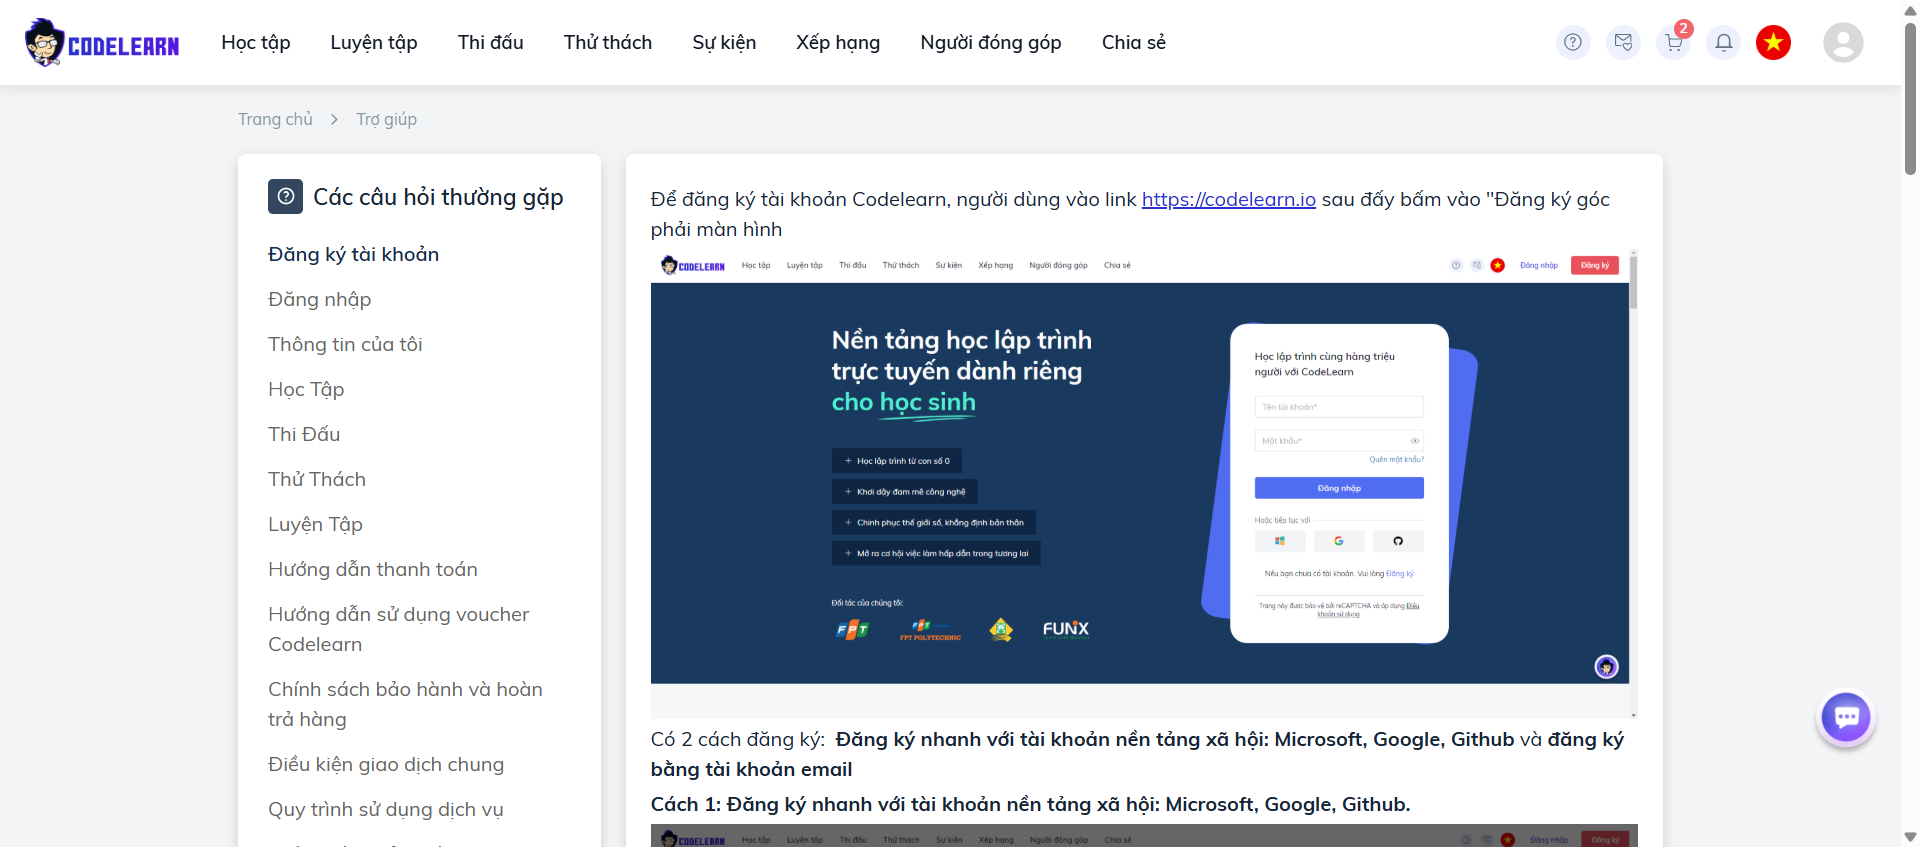 CODELEARN
Học tập
Luyện tập
Thi đấu
Thử thách
Sự kiện
Xếp hạng
Người đóng góp
Chia sẻ
2
Trang chủ
Trợ giúp
Các câu hỏi thường gặp
Đăng ký tài khoản
Đăng nhập
Thông tin của tôi
Học Tập
Thi Đấu
Thử Thách
Luyện Tập
Hướng dẫn thanh toán
Hướng dẫn sử dụng voucher
Codelearn
Chính sách bảo hành và hoàn
trả hàng
Điều kiện giao dịch chung
Quy trình sử dụng dịch vụ
Để đăng ký tài khoản Codelearn, người dùng vào link https://codelearn.io sau đấy bấm vào "Đăng ký góc
phải màn hình
CODELEARN
Học tập
Luyện tập
Thi đấu
Thử thách
Sự kiện
Xếp hạng
Người đóng góp
Chia sẻ
Đăng nhập
Đăng ký
Nền tảng học lập trình
trực tuyến dành riêng
cho học sinh
+ Học lập trình từ con số 0
+ Khơi dậy đam mê công nghệ
+ Chinh phục thế giới số, khẳng định bản thân
+ Mở ra cơ hội việc làm hấp dẫn trong tương lai
Đối tác của chúng tôi:
FPT
FPT POLYTECHNIC
FUNiX
Học lập trình cùng hàng triệu
người với CodeLearn
Tên tài khoản*
Mật khẩu*
Quên mật khẩu?
Đăng nhập
Hoặc tiếp tục với
Nếu bạn chưa có tài khoản. Vui lòng Đăng ký
Trang này được bảo vệ bởi reCAPTCHA và áp dụng Điều
khoản sử dụng
Có 2 cách đăng ký: Đăng ký nhanh với tài khoản nền tảng xã hội: Microsoft, Google, Github và đăng ký
bằng tài khoản email
Cách 1: Đăng ký nhanh với tài khoản nền tảng xã hội: Microsoft, Google, Github.
CODELEARN
Học tập
Luyện tập
Thi đấu
Thử thách
Sự kiện
Xếp hạng
Người đóng góp
Chia sẻ
Đăng nhập
Đăng ký